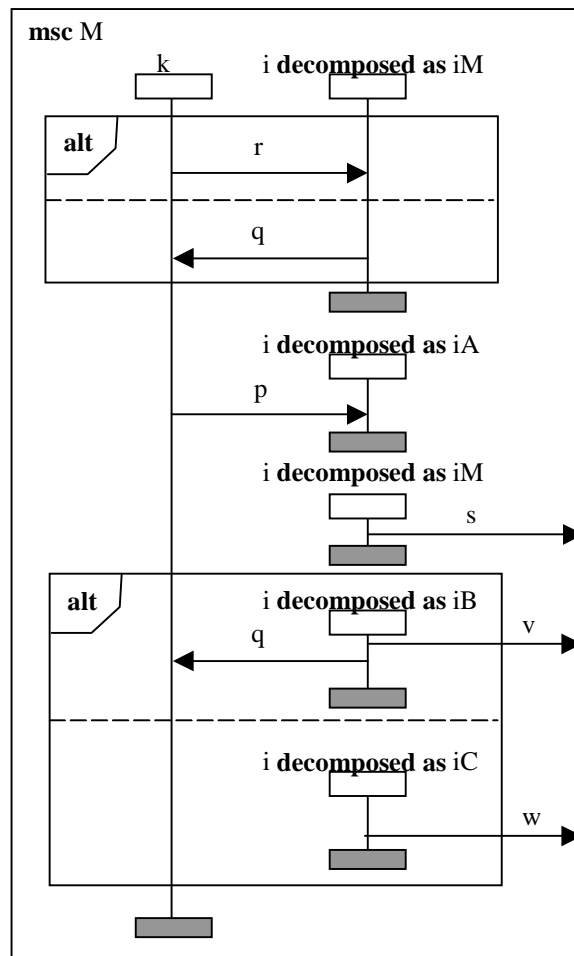 msc M
k
i decomposed as iM
alt
r
q
i decomposed as iA
p
i decomposed as iM
s
alt
i decomposed as iB
v
q
i decomposed as iC
w